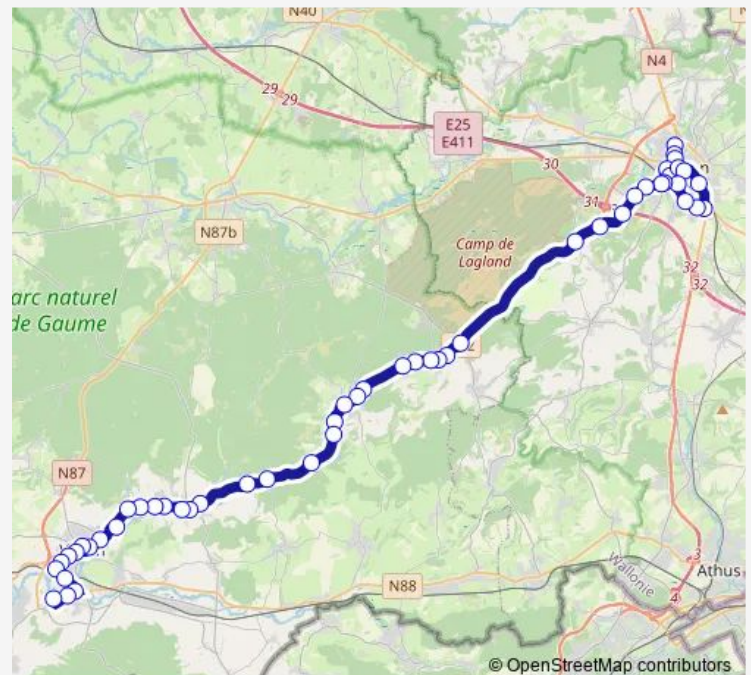 N40
N4
29
29
E25
E411
30
31
N87b
Camp de
Lagland
32
32
arc naturel
de Gaume
N87
3
Wallonie
Athus
N88
4
© OpenStreetMap contributors